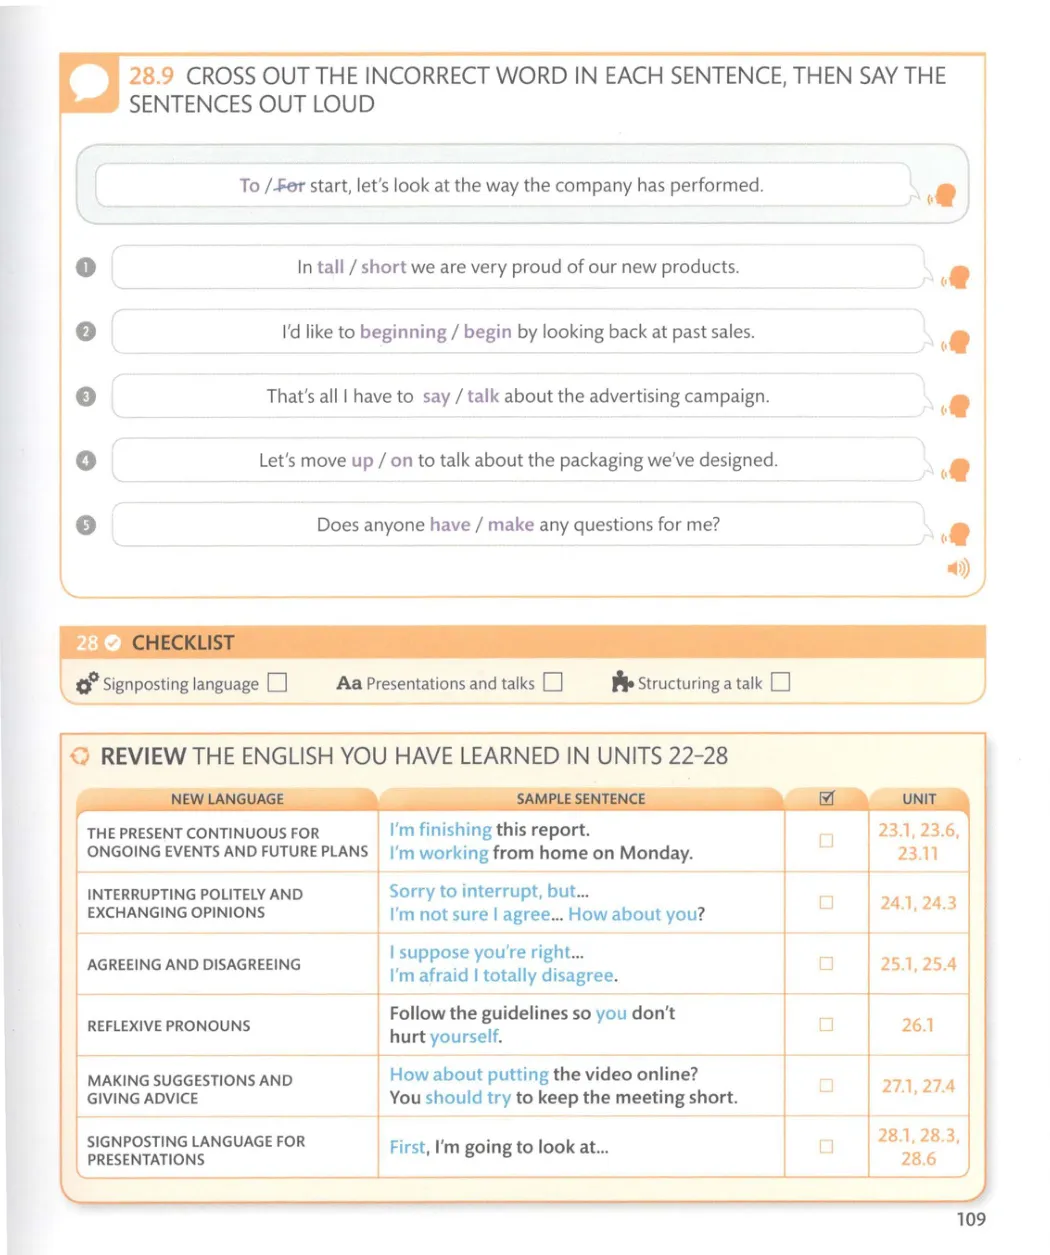 28.9 CROSS OUT THE INCORRECT WORD IN EACH SENTENCE, THEN SAY THE
SENTENCES OUT LOUD
To / For start, let's look at the way the company has performed.
1 In tall / short we are very proud of our new products.
2 I'd like to beginning / begin by looking back at past sales.
3 That's all I have to say / talk about the advertising campaign.
4 Let's move up / on to talk about the packaging we've designed.
5 Does anyone have / make any questions for me?
28 CHECKLIST
Signposting language Aa Presentations and talks Structuring a talk
REVIEW THE ENGLISH YOU HAVE LEARNED IN UNITS 22–28
NEW LANGUAGE SAMPLE SENTENCE UNIT
THE PRESENT CONTINUOUS FOR
ONGOING EVENTS AND FUTURE PLANS
I'm finishing this report.
I'm working from home on Monday.
23.1, 23.6,
23.11
INTERRUPTING POLITELY AND
EXCHANGING OPINIONS
Sorry to interrupt, but...
I'm not sure I agree... How about you?
24.1, 24.3
AGREEING AND DISAGREEING
I suppose you're right...
I'm afraid I totally disagree.
25.1, 25.4
REFLEXIVE PRONOUNS
Follow the guidelines so you don't
hurt yourself.
26.1
MAKING SUGGESTIONS AND
GIVING ADVICE
How about putting the video online?
You should try to keep the meeting short.
27.1, 27.4
SIGNPOSTING LANGUAGE FOR
PRESENTATIONS
First, I'm going to look at...
28.1, 28.3,
28.6
109